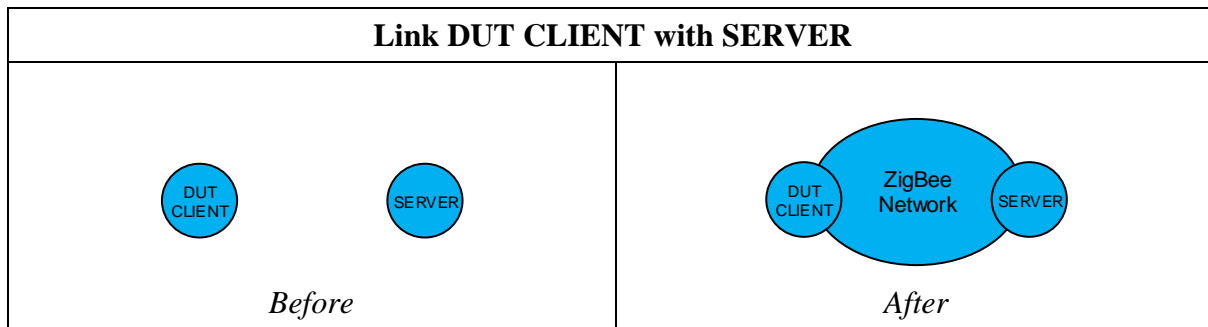 Link DUT CLIENT with SERVER
DUT
CLIENT
SERVER
Before
DUT
CLIENT
ZigBee
Network
SERVER
After